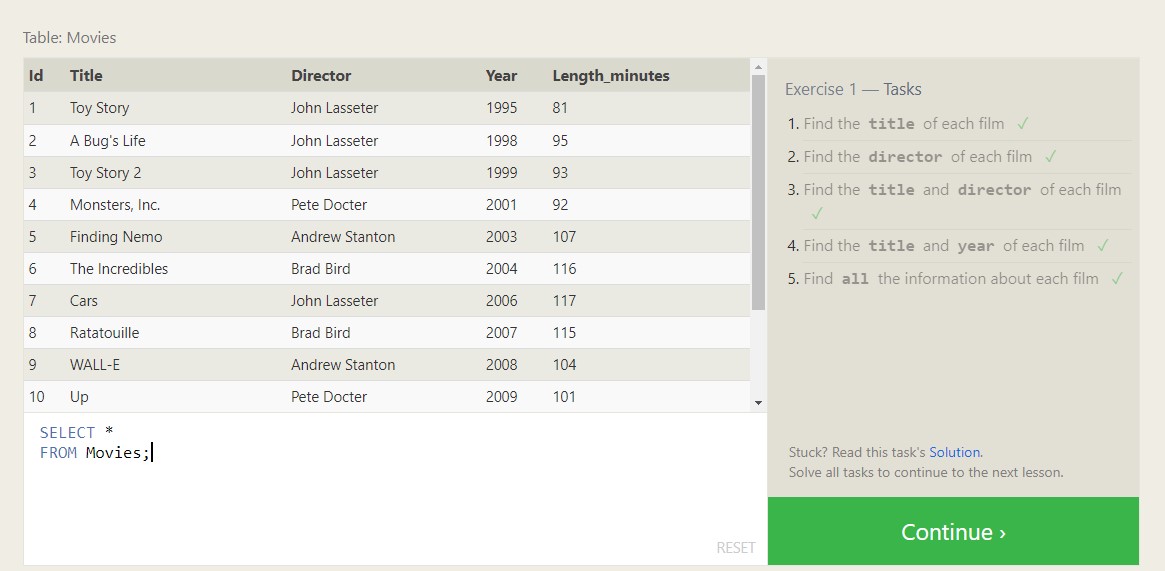 Table: Movies
Id Title Director Year Length_minutes
1 Toy Story John Lasseter 1995 81
2 A Bug's Life John Lasseter 1998 95
3 Toy Story 2 John Lasseter 1999 93
4 Monsters, Inc. Pete Docter 2001 92
5 Finding Nemo Andrew Stanton 2003 107
6 The Incredibles Brad Bird 2004 116
7 Cars John Lasseter 2006 117
8 Ratatouille Brad Bird 2007 115
9 WALL-E Andrew Stanton 2008 104
10 Up Pete Docter 2009 101
SELECT *
FROM Movies;
RESET
Exercise 1 — Tasks
1. Find the title of each film ✓
2. Find the director of each film ✓
3. Find the title and director of each film
✓
4. Find the title and year of each film ✓
5. Find all the information about each film ✓
Stuck? Read this task's Solution.
Solve all tasks to continue to the next lesson.
Continue ›